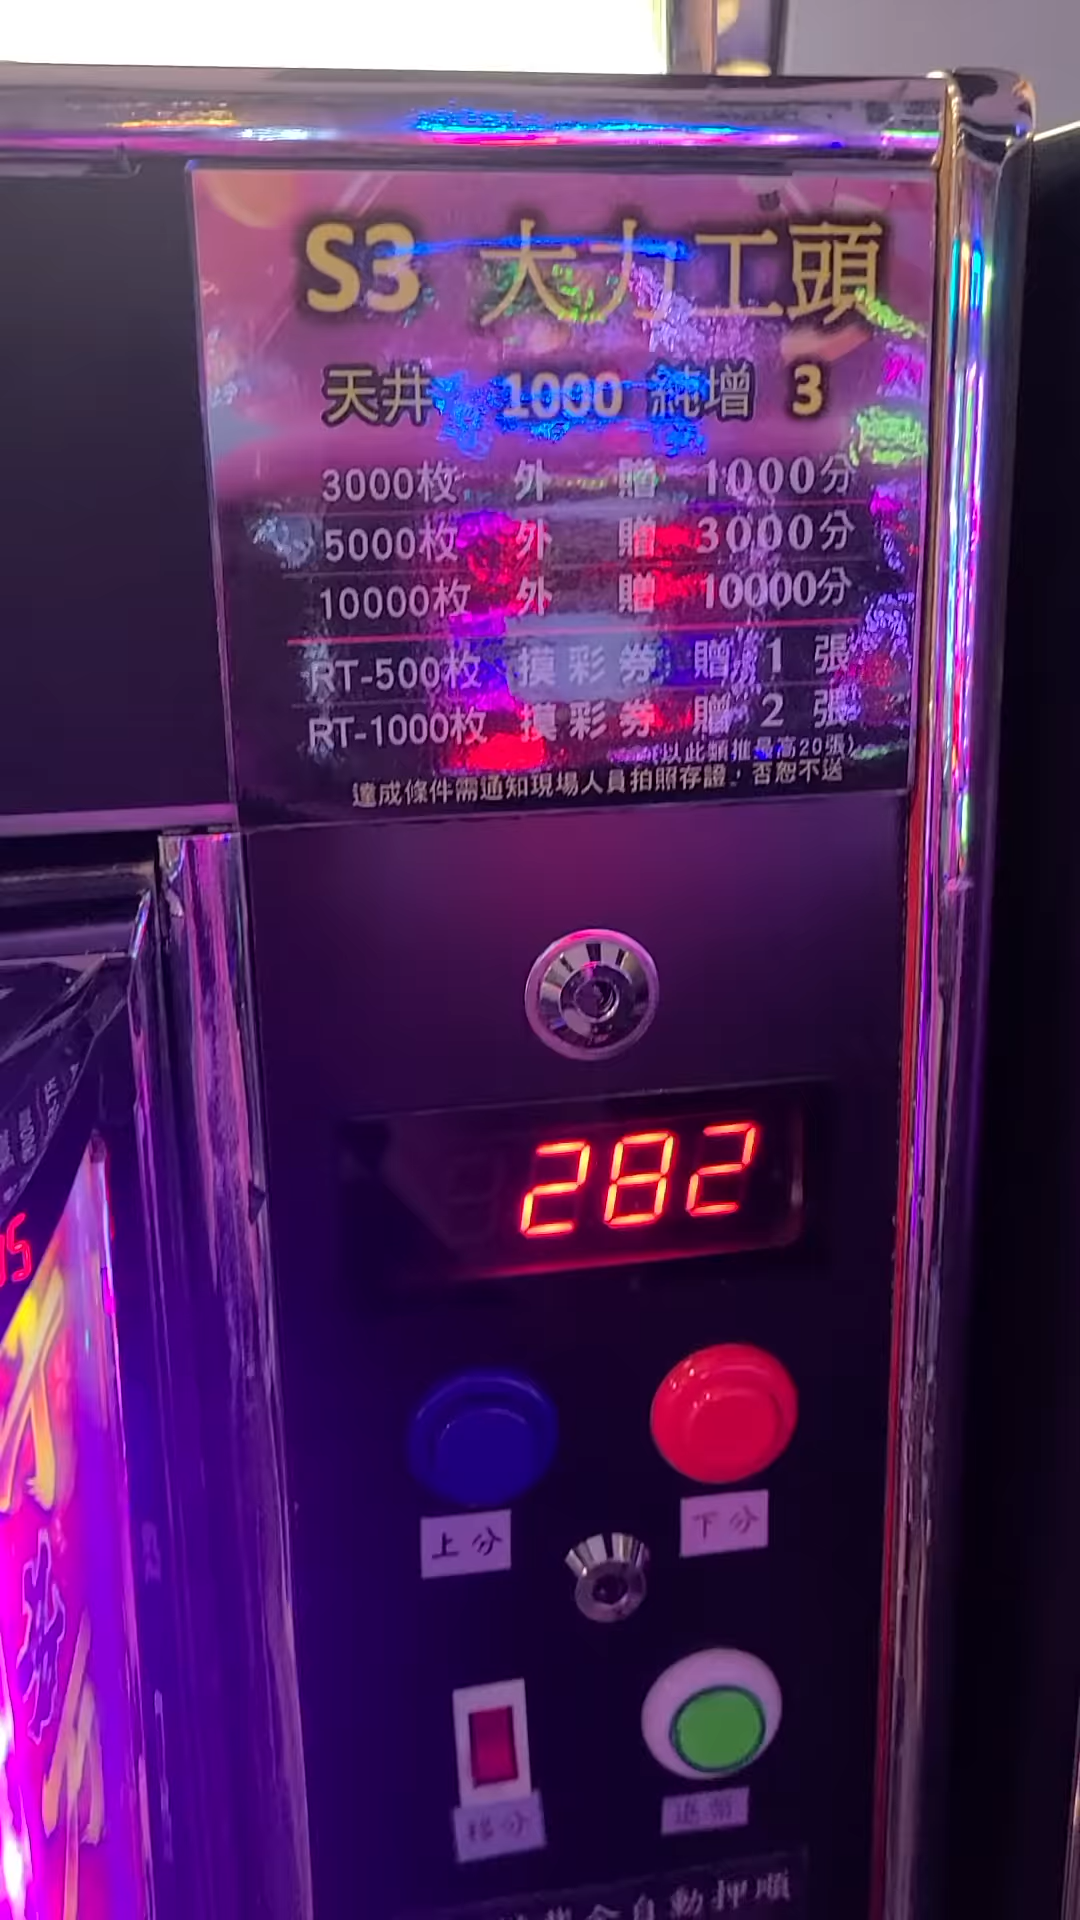 S3 大力工頭
天井 1000 純增 3
3000枚 外 贈 1000分
5000枚 外 贈 3000分
10000枚 外 贈 10000分
RT-500枚 摸彩券 贈 1 張
RT-1000枚 摸彩券 贈 2 張
(以此類推最高20張)
達成條件需通知現場人員拍照存證,否恕不送
282
上分
下分
自動押順